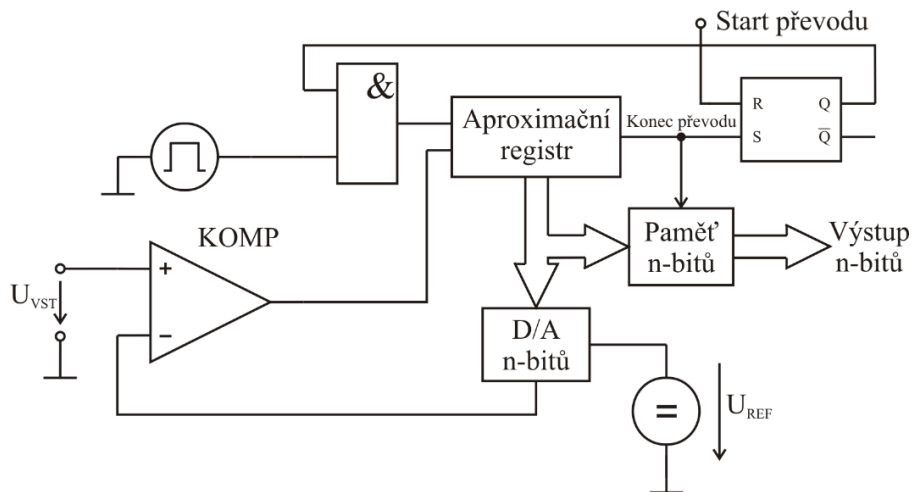 Start převodu
&
Aproximační
registr
Konec převodu
R Q
S Q̅
KOMP
Paměť
n-bitů
Výstup
n-bitů
+
U_VST
−
D/A
n-bitů
=
U_REF